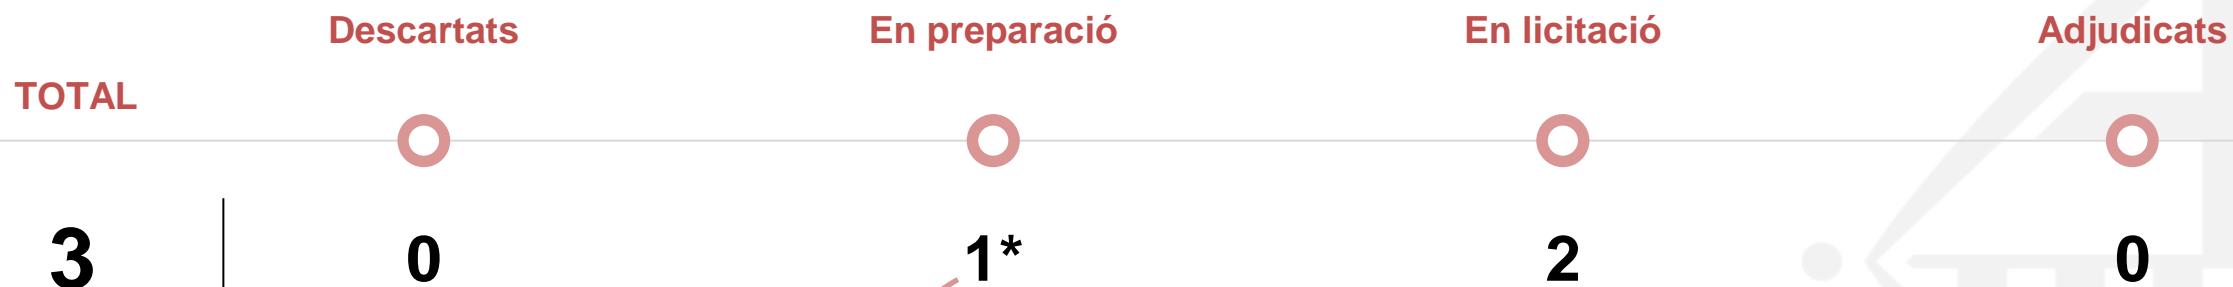 Descartats En preparació En licitació Adjudicats
TOTAL
3 0 1* 2 0